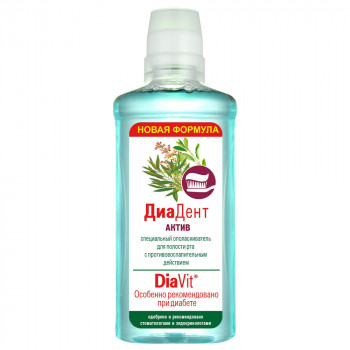 НОВАЯ ФОРМУЛА
ДиаДент
АКТИВ
специальный ополаскиватель
для полости рта
с противовоспалительным
действием
DiaVit®
Особенно рекомендовано
при диабете
одобрено и рекомендовано
стоматологами и эндокринологами